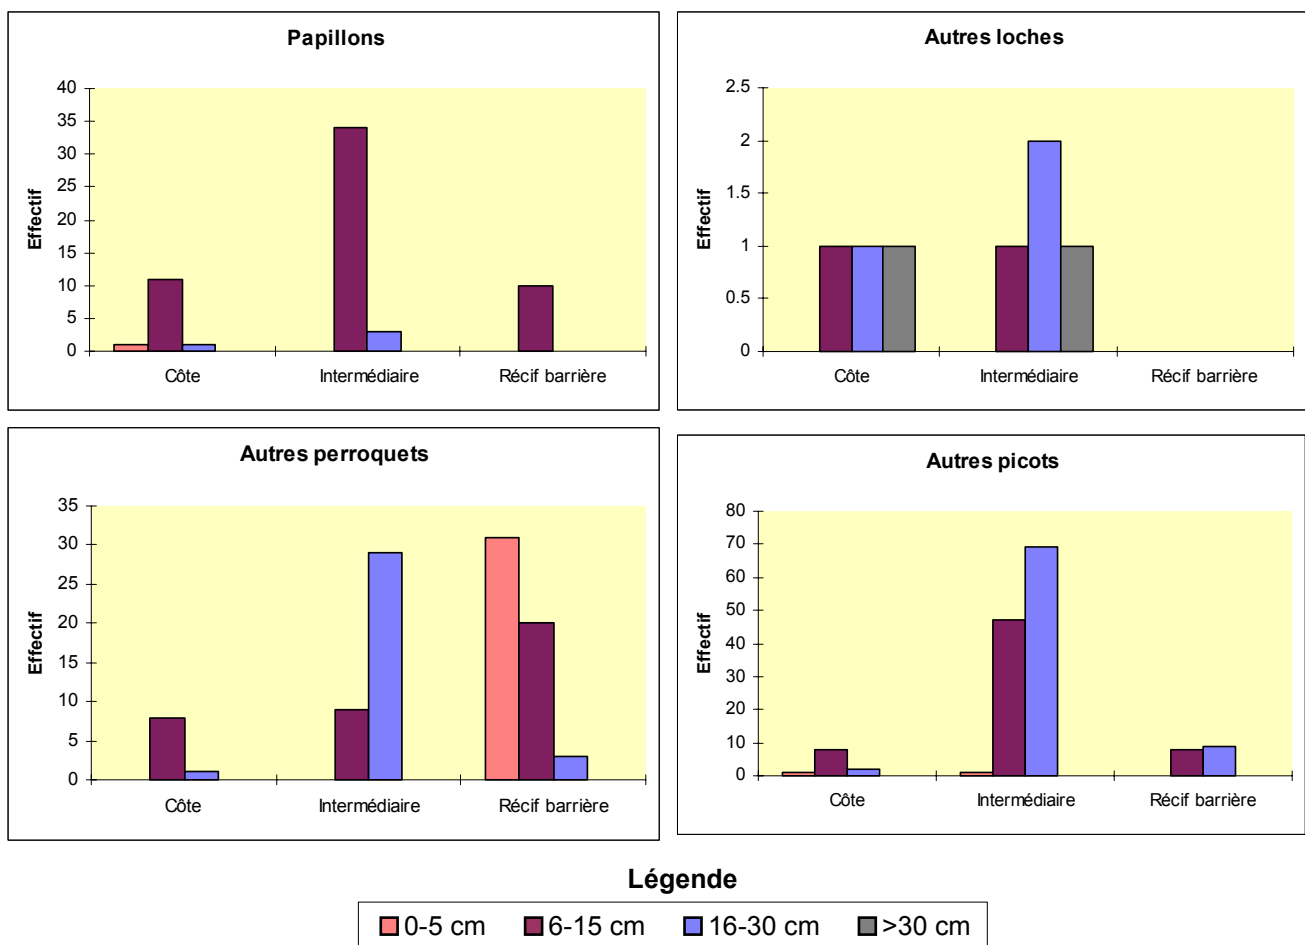 Papillons
40
35
30
25
20
15
10
5
0
Effectif
Côte Intermédiaire Récif barrière
Autres loches
2.5
2
1.5
1
0.5
0
Effectif
Côte Intermédiaire Récif barrière
Autres perroquets
35
30
25
20
15
10
5
0
Effectif
Côte Intermédiaire Récif barrière
Autres picots
80
70
60
50
40
30
20
10
0
Effectif
Côte Intermédiaire Récif barrière
Légende
0-5 cm 6-15 cm 16-30 cm >30 cm